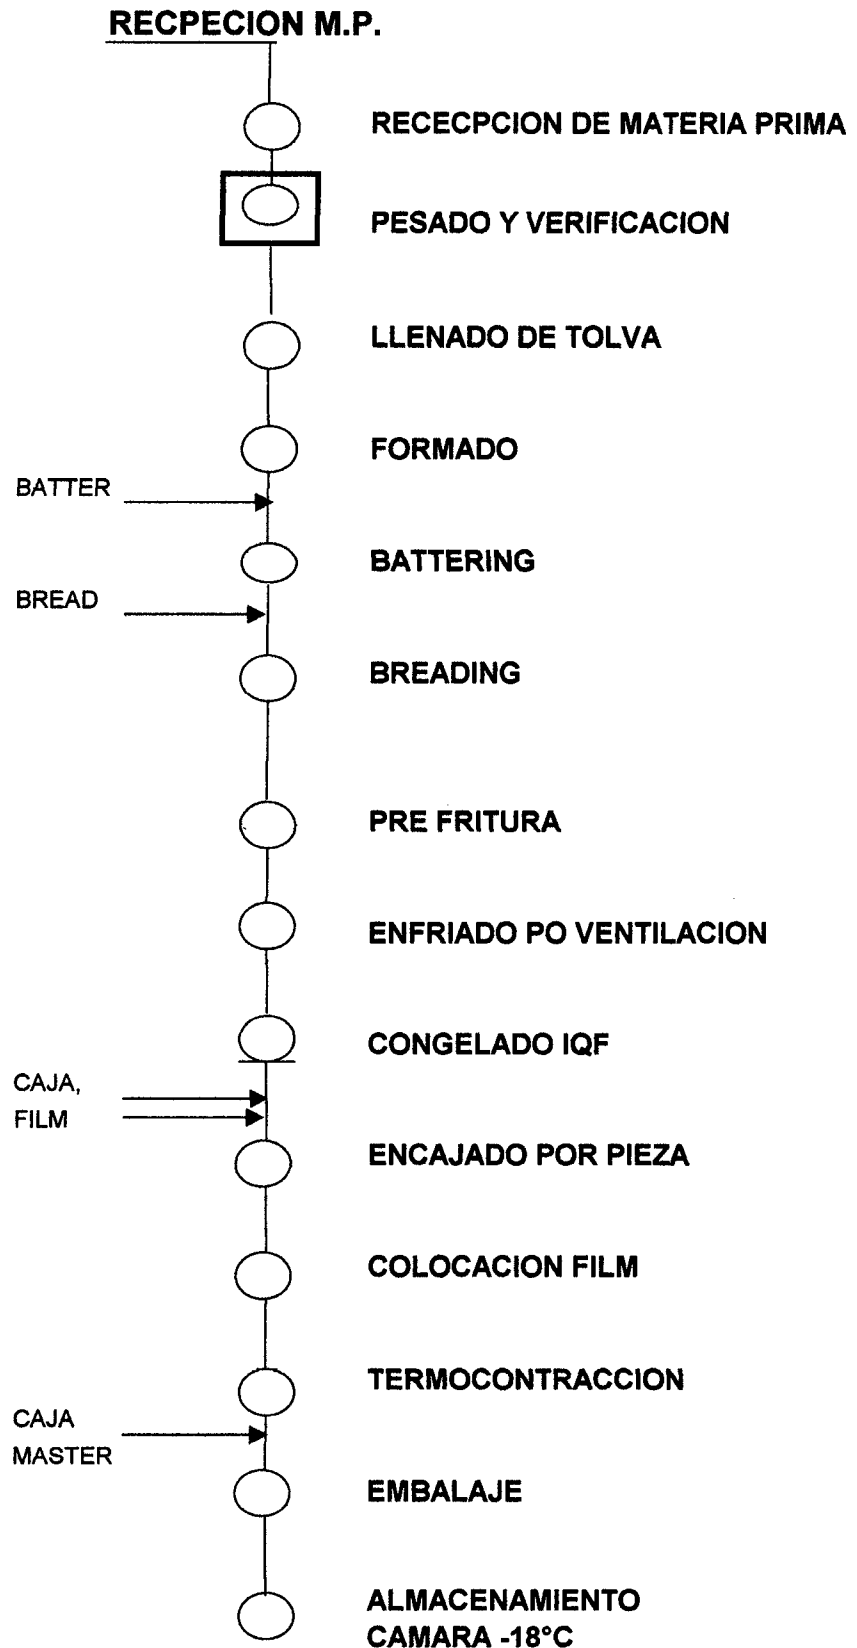 RECPECION M.P.
RECECPCION DE MATERIA PRIMA
PESADO Y VERIFICACION
LLENADO DE TOLVA
FORMADO
BATTER
BATTERING
BREAD
BREADING
PRE FRITURA
ENFRIADO PO VENTILACION
CONGELADO IQF
CAJA,
FILM
ENCAJADO POR PIEZA
COLOCACION FILM
TERMOCONTRACCION
CAJA
MASTER
EMBALAJE
ALMACENAMIENTO
CAMARA -18°C